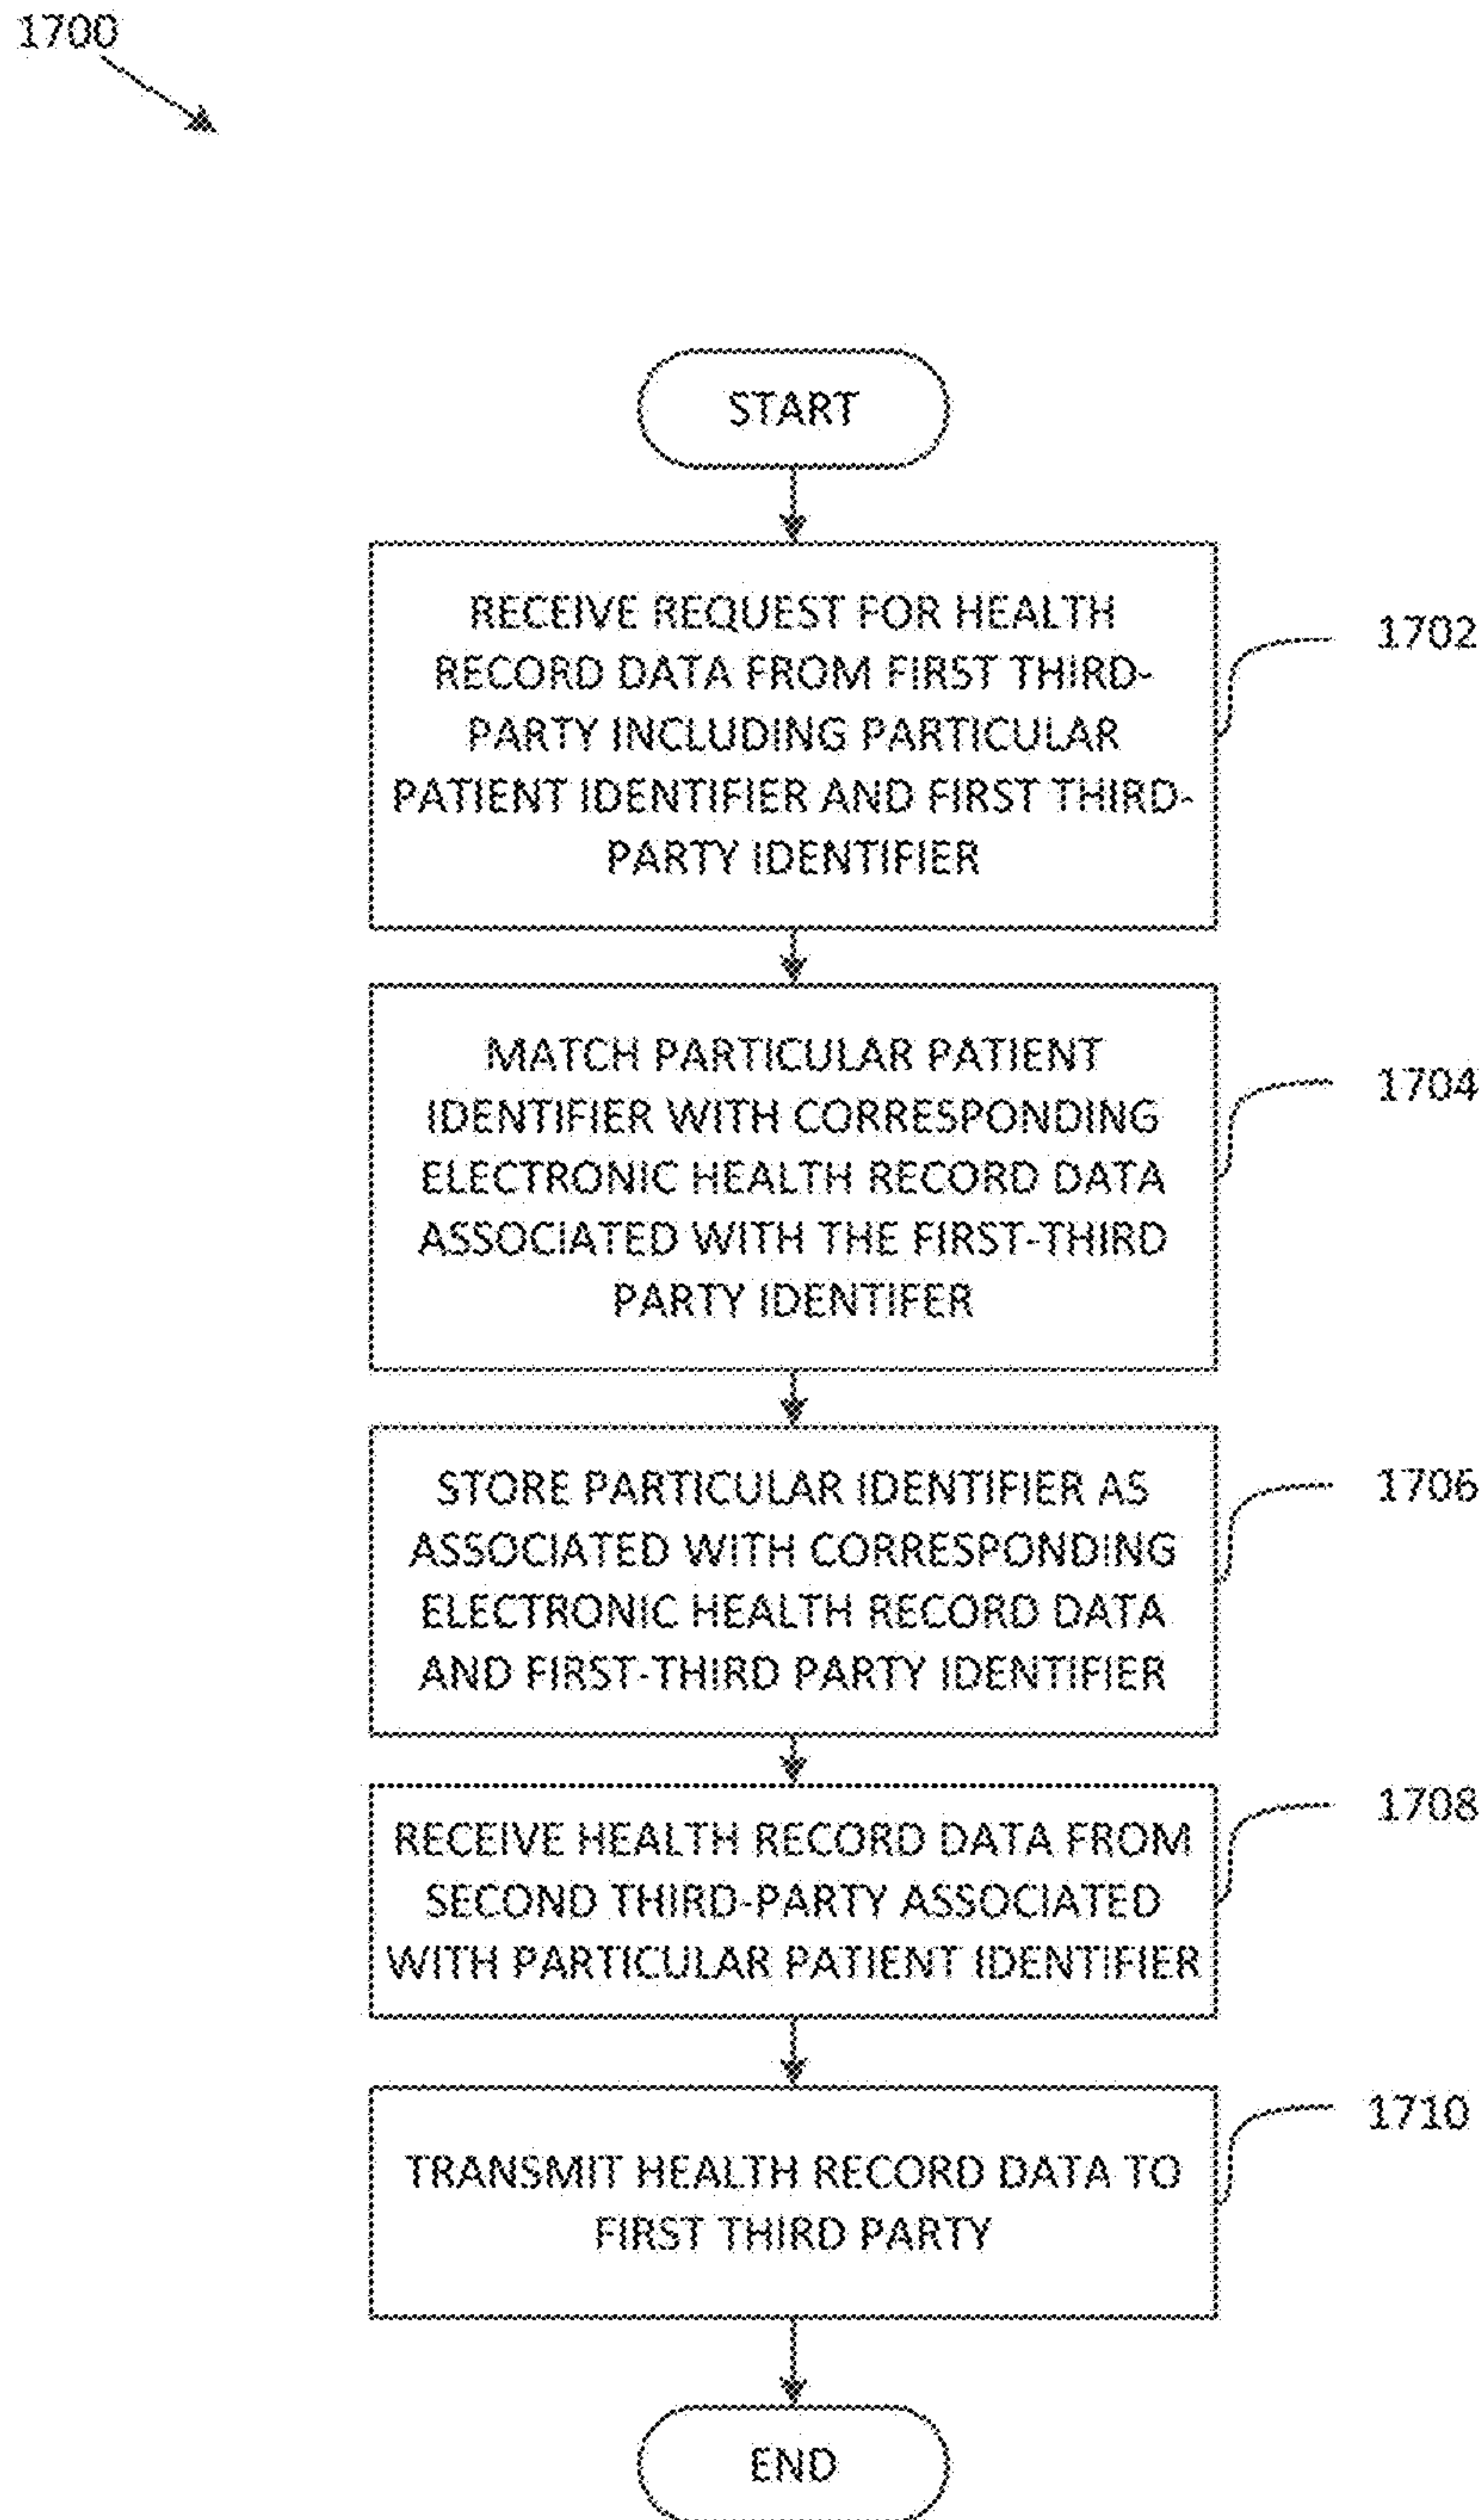 1700
START
RECEIVE REQUEST FOR HEALTH
RECORD DATA FROM FIRST THIRD-
PARTY INCLUDING PARTICULAR
PATIENT IDENTIFIER AND FIRST THIRD-
PARTY IDENTIFIER
1702
MATCH PARTICULAR PATIENT
IDENTIFIER WITH CORRESPONDING
ELECTRONIC HEALTH RECORD DATA
ASSOCIATED WITH THE FIRST-THIRD
PARTY IDENTIFER
1704
STORE PARTICULAR IDENTIFIER AS
ASSOCIATED WITH CORRESPONDING
ELECTRONIC HEALTH RECORD DATA
AND FIRST-THIRD PARTY IDENTIFIER
1706
RECEIVE HEALTH RECORD DATA FROM
SECOND THIRD-PARTY ASSOCIATED
WITH PARTICULAR PATIENT IDENTIFIER
1708
TRANSMIT HEALTH RECORD DATA TO
FIRST THIRD PARTY
1710
END